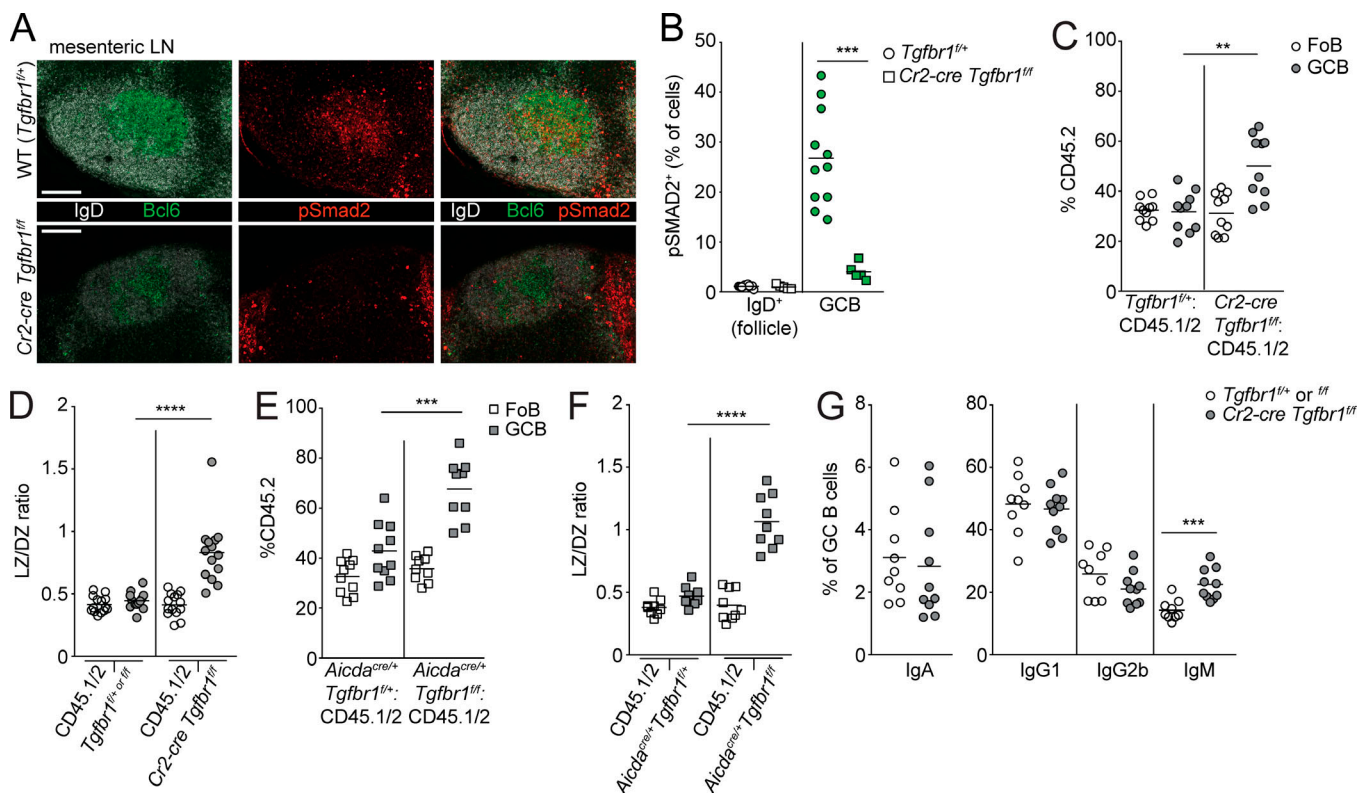 A
mesenteric LN
WT (Tgfbr1f/+)
IgD Bcl6
pSmad2
IgD Bcl6 pSmad2
Cr2-cre Tgfbr1f/f
B
pSMAD2+ (% of cells)
50
40
30
20
10
0
***
Tgfbr1f/+
Cr2-cre Tgfbr1f/f
IgD+
(follicle)
GCB
C
% CD45.2
100
80
60
40
20
0
**
FoB
GCB
Tgfbr1f/+:
CD45.1/2
Cr2-cre
Tgfbr1f/f:
CD45.1/2
D
LZ/DZ ratio
2
1.5
1
0.5
0
****
CD45.1/2
Tgfbr1f/+ or f/f
CD45.1/2
Cr2-cre Tgfbr1f/f
E
%CD45.2
100
80
60
40
20
0
***
FoB
GCB
Aicdacre/+
Tgfbr1f/+:
CD45.1/2
Aicdacre/+
Tgfbr1f/f:
CD45.1/2
F
LZ/DZ ratio
2
1.5
1
0.5
0
****
CD45.1/2
Aicdacre/+Tgfbr1f/+
CD45.1/2
Aicdacre/+Tgfbr1f/f
G
% of GC B cells
8
6
4
2
0
IgA
80
60
40
20
0
***
Tgfbr1f/+ or f/f
Cr2-cre Tgfbr1f/f
IgG1
IgG2b
IgM